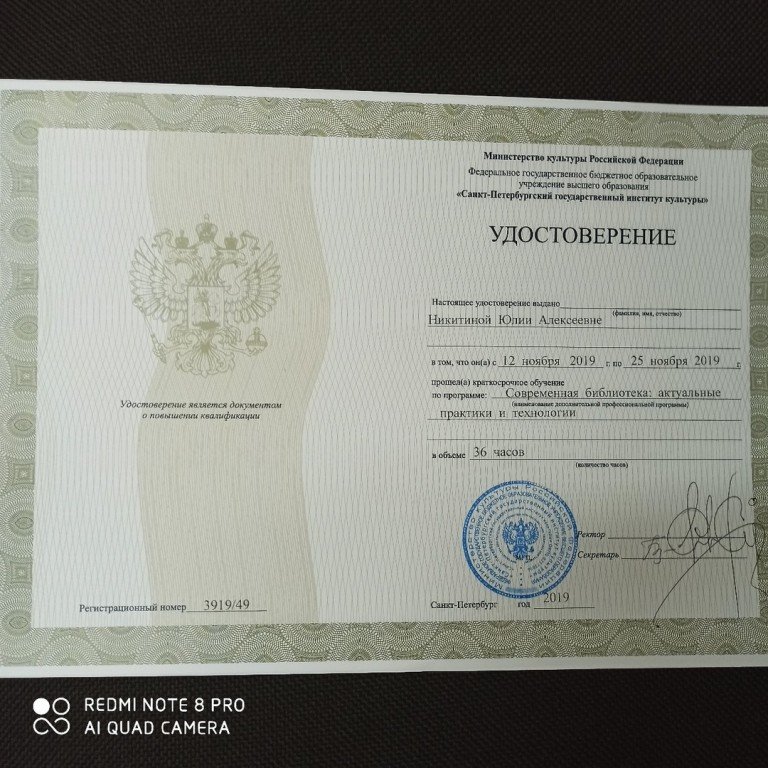 Удостоверение является документом
о повышении квалификации
Регистрационный номер 3919/49
Министерство культуры Российской Федерации
Федеральное государственное бюджетное образовательное
учреждение высшего образования
«Санкт-Петербургский государственный институт культуры»
УДОСТОВЕРЕНИЕ
Настоящее удостоверение выдано
(фамилия, имя, отчество)
Никитиной Юлии Алексеевне
в том, что он(а) с 12 ноября 2019 г. по 25 ноября 2019 г.
прошел(а) краткосрочное обучение
по программе: Современная библиотека: актуальные
(наименование дополнительной профессиональной программы)
практики и технологии
в объеме 36 часов
(количество часов)
Ректор
Секретарь
Санкт-Петербург год 2019
REDMI NOTE 8 PRO
AI QUAD CAMERA